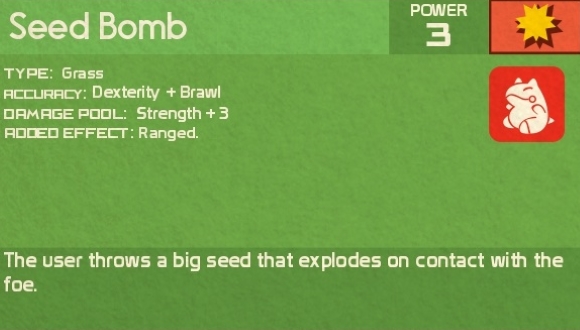 Seed Bomb
POWER
3
TYPE: Grass
ACCURACY: Dexterity + Brawl
DAMAGE POOL: Strength + 3
ADDED EFFECT: Ranged.
The user throws a big seed that explodes on contact with the
foe.